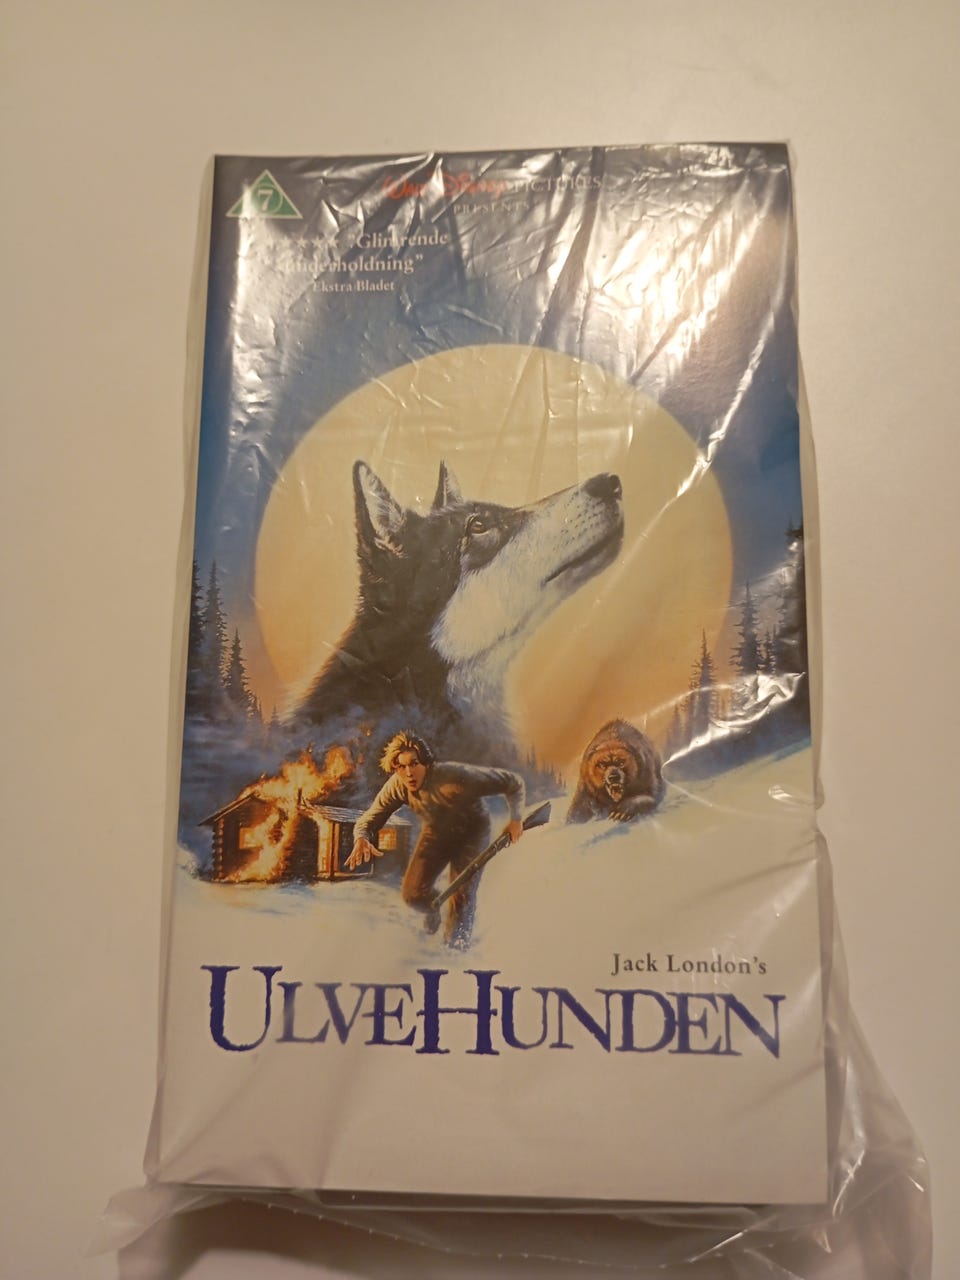 7
Walt Disney PICTURES
PRESENTS
★★★★ "Glimrende
underholdning"
Ekstra Bladet
Jack London's
ULVEHUNDEN